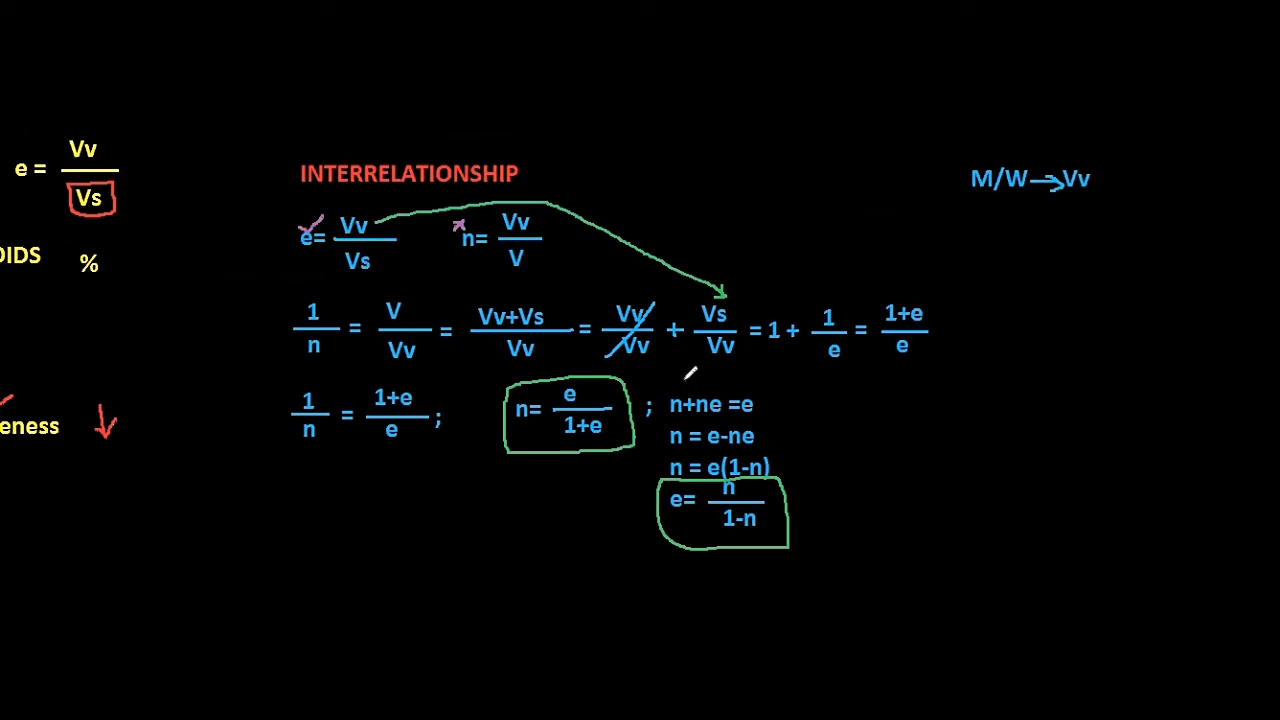 e = Vv / Vs
OIDS %
eness
INTERRELATIONSHIP
e= Vv / Vs n= Vv / V
1 / n = V / Vv = Vv+Vs / Vv = Vv / Vv + Vs / Vv = 1 + 1 / e = 1+e / e
1 / n = 1+e / e ; n= e / 1+e ; n+ne =e
n = e-ne
n = e(1-n)
e= n / 1-n
M/W→Vv